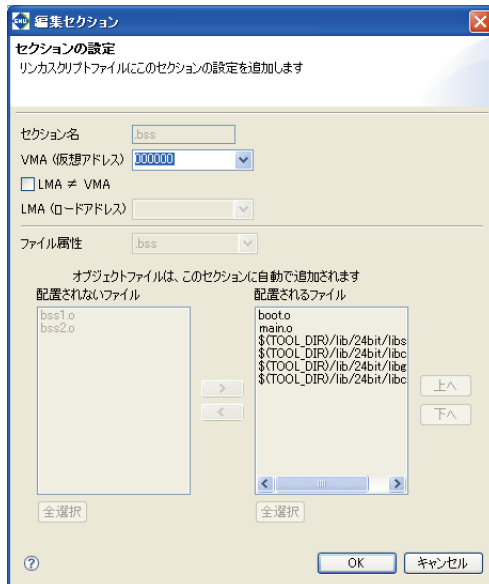 編集セクション
セクションの設定
リンカスクリプトファイルにこのセクションの設定を追加します
セクション名 .bss
VMA (仮想アドレス) 000000
LMA ≠ VMA
LMA (ロードアドレス)
ファイル属性 .bss
オブジェクトファイルは、このセクションに自動で追加されます
配置されないファイル
bss1.o
bss2.o
配置されるファイル
boot.o
main.o
$(TOOL_DIR)/lib/24bit/libs
$(TOOL_DIR)/lib/24bit/libc
$(TOOL_DIR)/lib/24bit/libg
$(TOOL_DIR)/lib/24bit/libc
>
<
上へ
下へ
全選択
全選択
?
OK
キャンセル